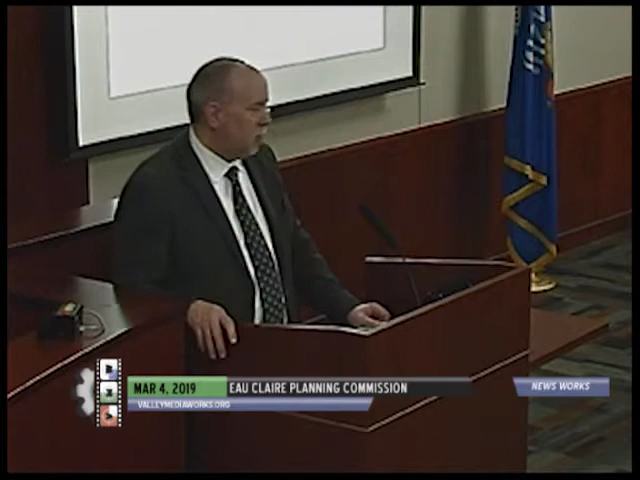 MAR 4, 2019 EAU CLAIRE PLANNING COMMISSION NEWS WORKS
VALLEYMEDIAWORKS.ORG